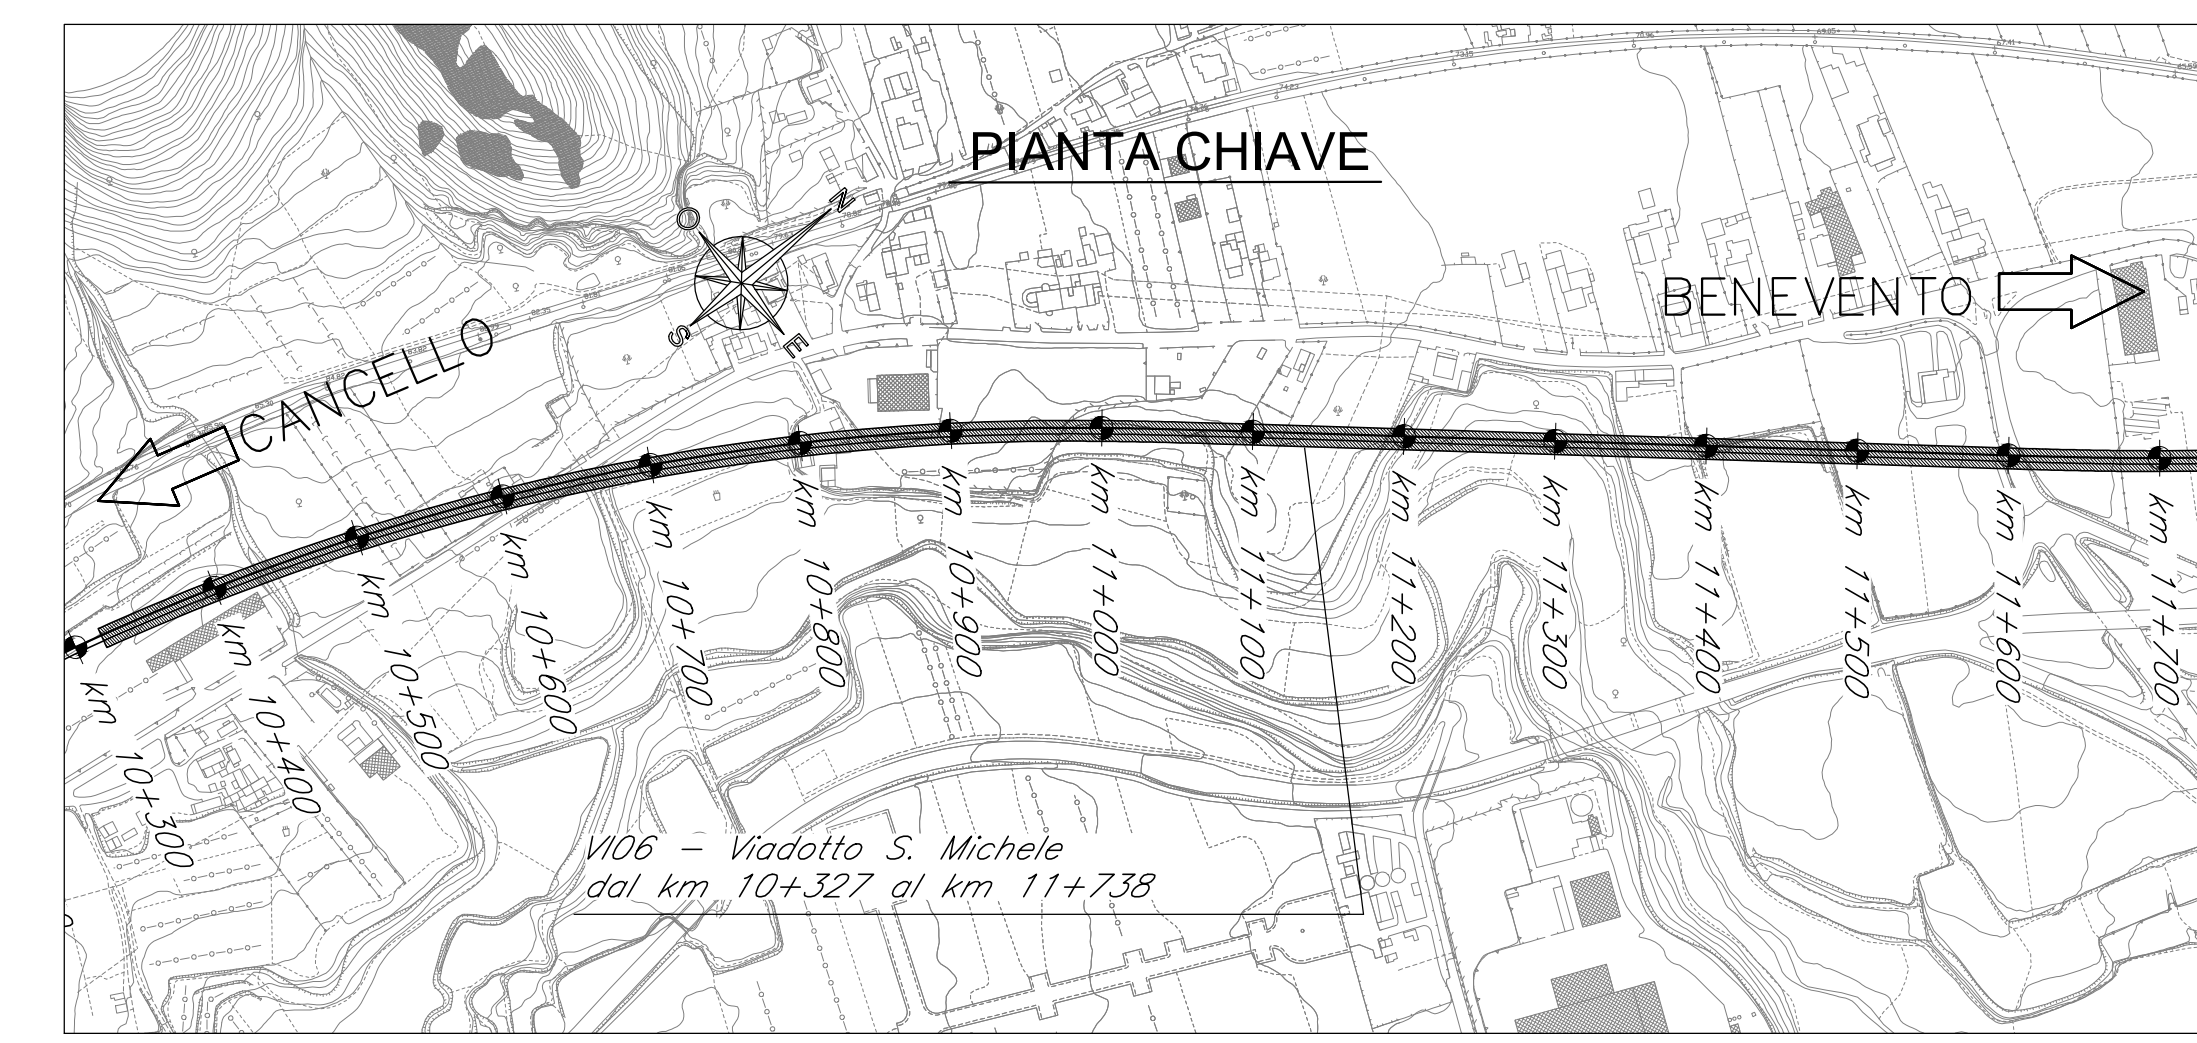 PIANTA CHIAVE
N
O
S
E
CANCELLO
BENEVENTO
km 10+300
km 10+400
km 10+500
km 10+600
km 10+700
km 10+800
km 10+900
km 11+000
km 11+100
km 11+200
km 11+300
km 11+400
km 11+500
km 11+600
km 11+700
VI06 – Viadotto S. Michele
dal km 10+327 al km 11+738